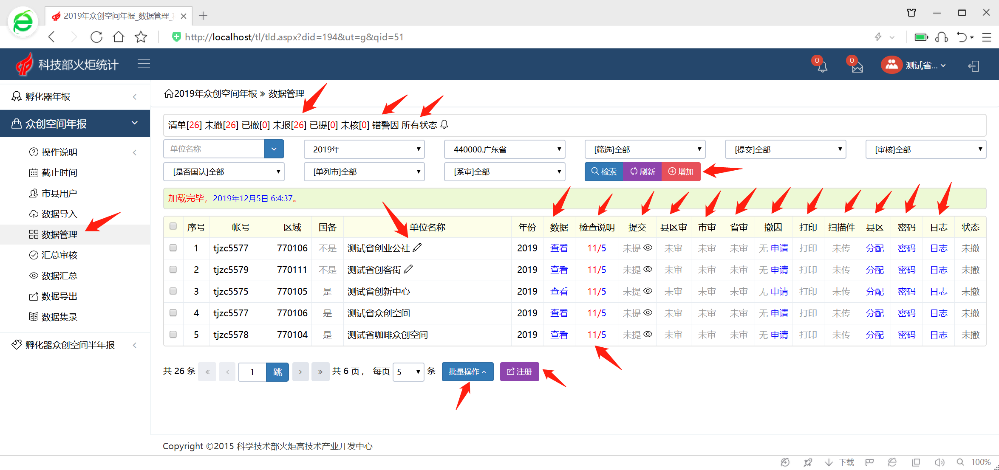 2019年众创空间年报_数据管理_
http://localhost/tl/tld.aspx?did=194&ut=g&qid=51
科技部火炬统计
0
0
测试省...
孵化器年报
众创空间年报
操作说明
截止时间
市县用户
数据导入
数据管理
汇总审核
数据汇总
数据导出
数据集录
孵化器众创空间半年报
2019年众创空间年报 » 数据管理
清单[26] 未撤[26] 已撤[0] 未报[26] 已提[0] 未核[0] 错警因 所有状态
单位名称 2019年 440000.广东省 [筛选]全部 [提交]全部 [审核]全部
[是否国认]全部 [单列市]全部 [系审]全部 检索 刷新 增加
加载完毕，2019年12月5日 6:4:37。
序号 帐号 区域 国备 单位名称 年份 数据 检查说明 提交 县区审 市审 省审 撤因 打印 扫描件 县区 密码 日志 状态
1 tjzc5577 770106 不是 测试省创业公社 2019 查看 11/5 未提 未审 未审 未审 无 申请 打印 未传 分配 密码 日志 未撤
2 tjzc5579 770111 不是 测试省创客街 2019 查看 11/5 未提 未审 未审 未审 无 申请 打印 未传 分配 密码 日志 未撤
3 tjzc5575 770105 是 测试省创新中心 2019 查看 11/5 未提 未审 未审 未审 无 申请 打印 未传 分配 密码 日志 未撤
4 tjzc5577 770106 是 测试省众创空间 2019 查看 11/5 未提 未审 未审 未审 无 申请 打印 未传 分配 密码 日志 未撤
5 tjzc5578 770104 是 测试省咖啡众创空间 2019 查看 11/5 未提 未审 未审 未审 无 申请 打印 未传 分配 密码 日志 未撤
共 26 条 « ‹ 1 跳 › » 共 6 页， 每页 5 条 批量操作 注册
Copyright ©2015 科学技术部火炬高技术产业开发中心
下载 100%